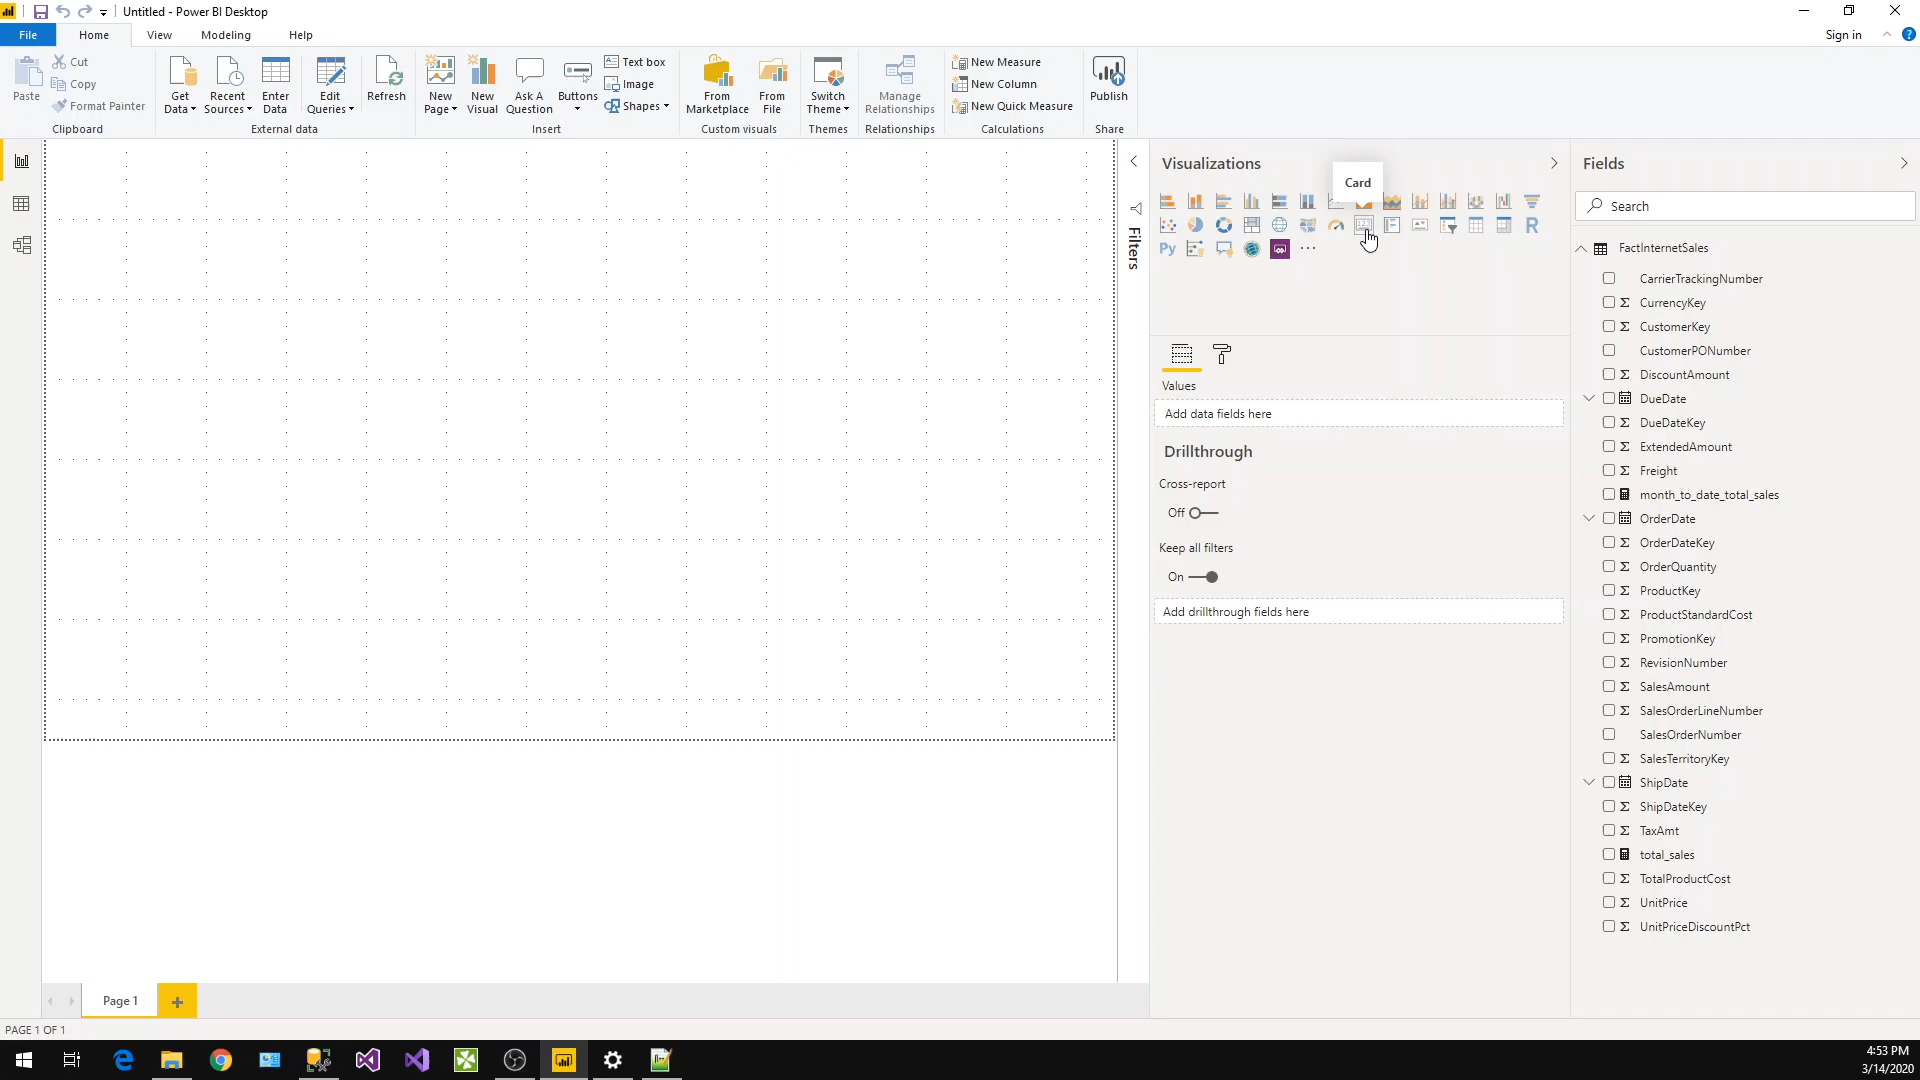 Untitled - Power BI Desktop
File
Home
View
Modeling
Help
Sign in
?
Paste
Cut
Copy
Format Painter
Clipboard
Get Data
Recent Sources
Enter Data
Edit Queries
Refresh
External data
New Page
New Visual
Ask A Question
Buttons
Text box
Image
Shapes
Insert
From Marketplace
From File
Custom visuals
Switch Theme
Themes
Manage Relationships
Relationships
New Measure
New Column
New Quick Measure
Calculations
Publish
Share
Filters
Visualizations
Card
R
Py
Values
Add data fields here
Drillthrough
Cross-report
Off
Keep all filters
On
Add drillthrough fields here
Fields
Search
FactInternetSales
CarrierTrackingNumber
Σ CurrencyKey
Σ CustomerKey
CustomerPONumber
Σ DiscountAmount
DueDate
Σ DueDateKey
Σ ExtendedAmount
Σ Freight
month_to_date_total_sales
OrderDate
Σ OrderDateKey
Σ OrderQuantity
Σ ProductKey
Σ ProductStandardCost
Σ PromotionKey
Σ RevisionNumber
Σ SalesAmount
Σ SalesOrderLineNumber
SalesOrderNumber
Σ SalesTerritoryKey
ShipDate
Σ ShipDateKey
Σ TaxAmt
total_sales
Σ TotalProductCost
Σ UnitPrice
Σ UnitPriceDiscountPct
Page 1
PAGE 1 OF 1
4:53 PM
3/14/2020